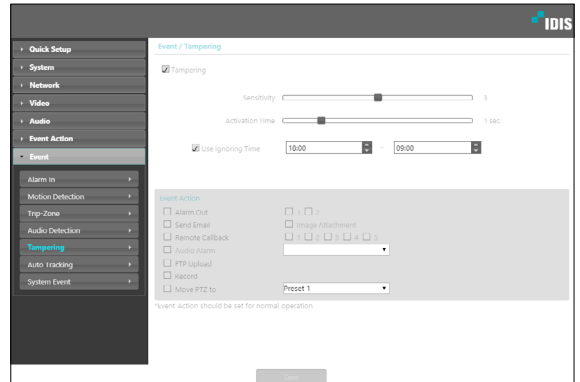 IDIS
Quick Setup
System
Network
Video
Audio
Event Action
Event
Alarm In
Motion Detection
Trip-Zone
Audio Detection
Tampering
Auto Tracking
System Event
Event / Tampering
Tampering
Sensitivity
Activation Time 1 sec
Use Ignoring Time 18:00 ~ 09:00
Event Action
Alarm Out 1 2
Send Email Image Attachment
Remote Callback 1 2 3 4 5
Audio Alarm
FTP Upload
Record
Move PTZ to Preset 1
*Event Action should be set for normal operation.
Save